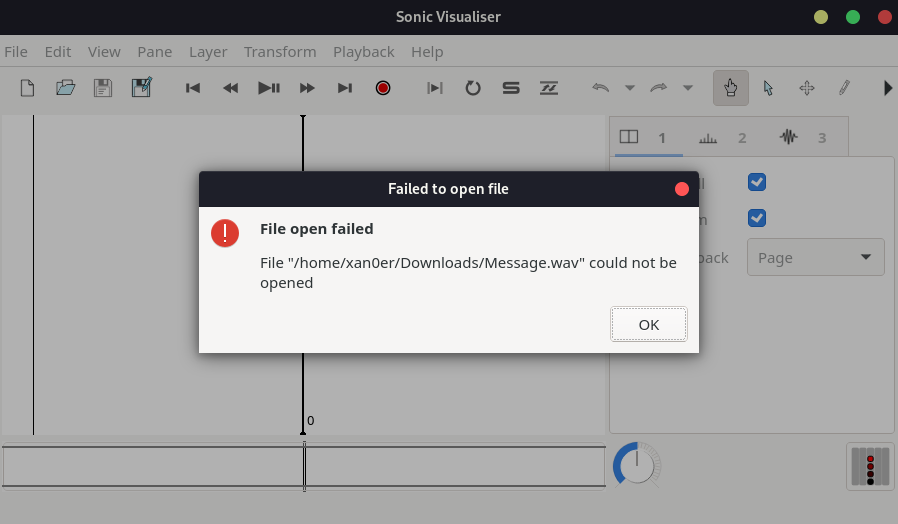 Sonic Visualiser
File Edit View Pane Layer Transform Playback Help
1 2 3
Failed to open file
File open failed
File "/home/xan0er/Downloads/Message.wav" could not be
opened
Page
OK
0